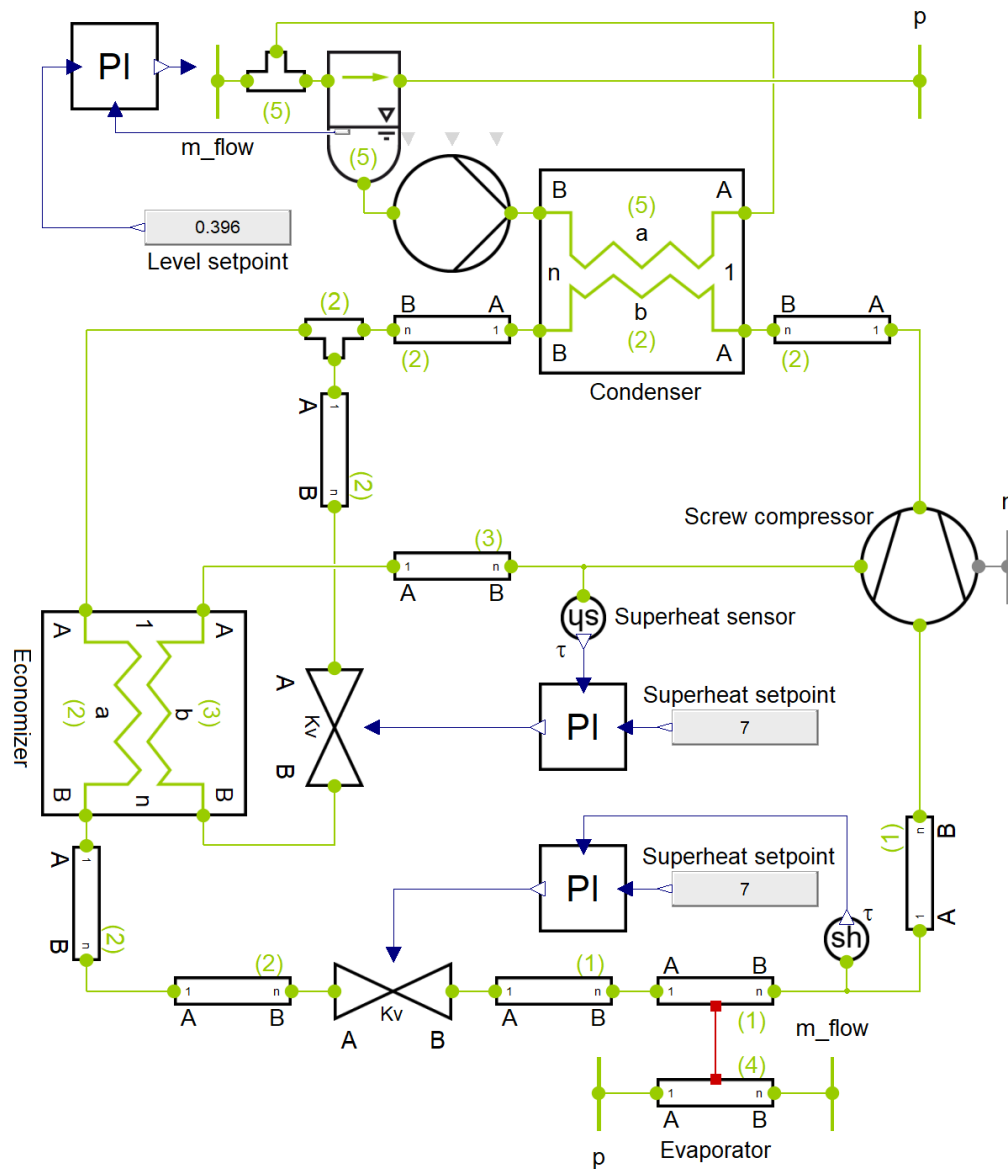 p
PI
(5)
m_flow
(5)
B
A
(5)
a
n
1
b
(2)
B
A
Condenser
0.396
Level setpoint
(2)
B
A
n
1
(2)
B
A
n
1
(2)
A
1
n
B
(2)
Screw compressor
n
(3)
1
n
A
B
sh
Superheat sensor
τ
Economizer
A
1
A
(2)
a
b
(3)
B
n
B
A
Kv
B
PI
Superheat setpoint
7
PI
Superheat setpoint
7
(1)
n
B
1
A
sh
τ
A
1
n
B
(2)
(2)
1
n
A
B
Kv
A
B
(1)
1
n
A
B
A
B
1
n
(1)
m_flow
(4)
1
n
A
B
p
Evaporator